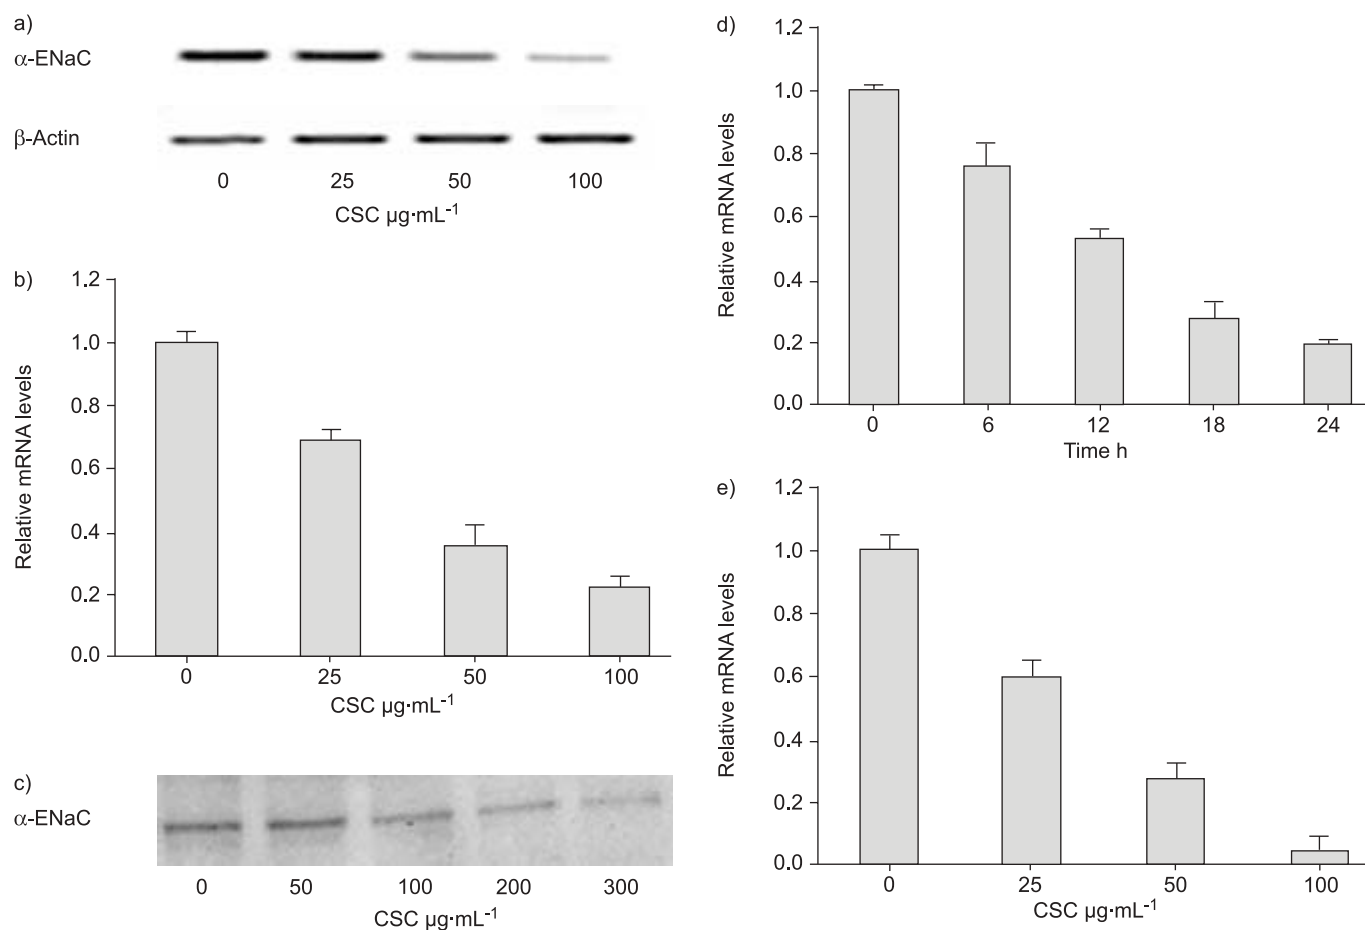 a)
α-ENaC
β-Actin
0 25 50 100
CSC µg·mL-1
b)
Relative mRNA levels
1.2
1.0
0.8
0.6
0.4
0.2
0.0
0 25 50 100
CSC µg·mL-1
c)
α-ENaC
0 50 100 200 300
CSC µg·mL-1
d)
Relative mRNA levels
1.2
1.0
0.8
0.6
0.4
0.2
0.0
0 6 12 18 24
Time h
e)
Relative mRNA levels
1.2
1.0
0.8
0.6
0.4
0.2
0.0
0 25 50 100
CSC µg·mL-1